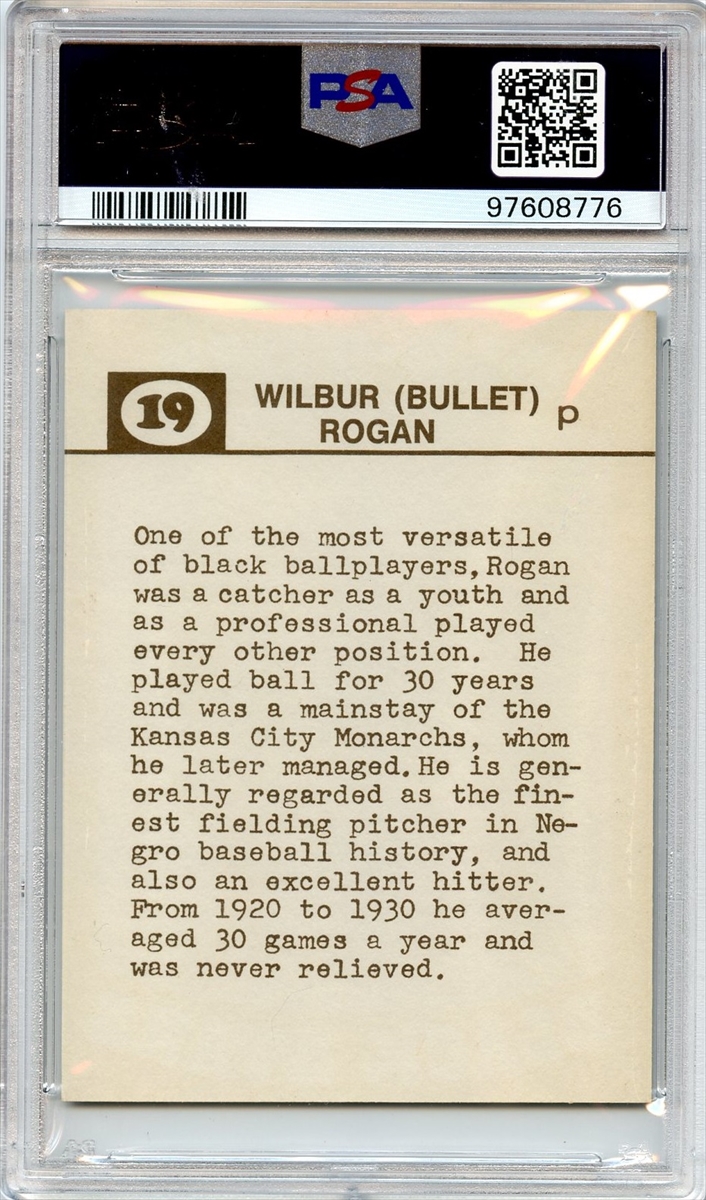 PSA
97608776
19
WILBUR (BULLET)
ROGAN
p
One of the most versatile
of black ballplayers, Rogan
was a catcher as a youth and
as a professional played
every other position. He
played ball for 30 years
and was a mainstay of the
Kansas City Monarchs, whom
he later managed. He is gen-
erally regarded as the fin-
est fielding pitcher in Ne-
gro baseball history, and
also an excellent hitter.
From 1920 to 1930 he aver-
aged 30 games a year and
was never relieved.